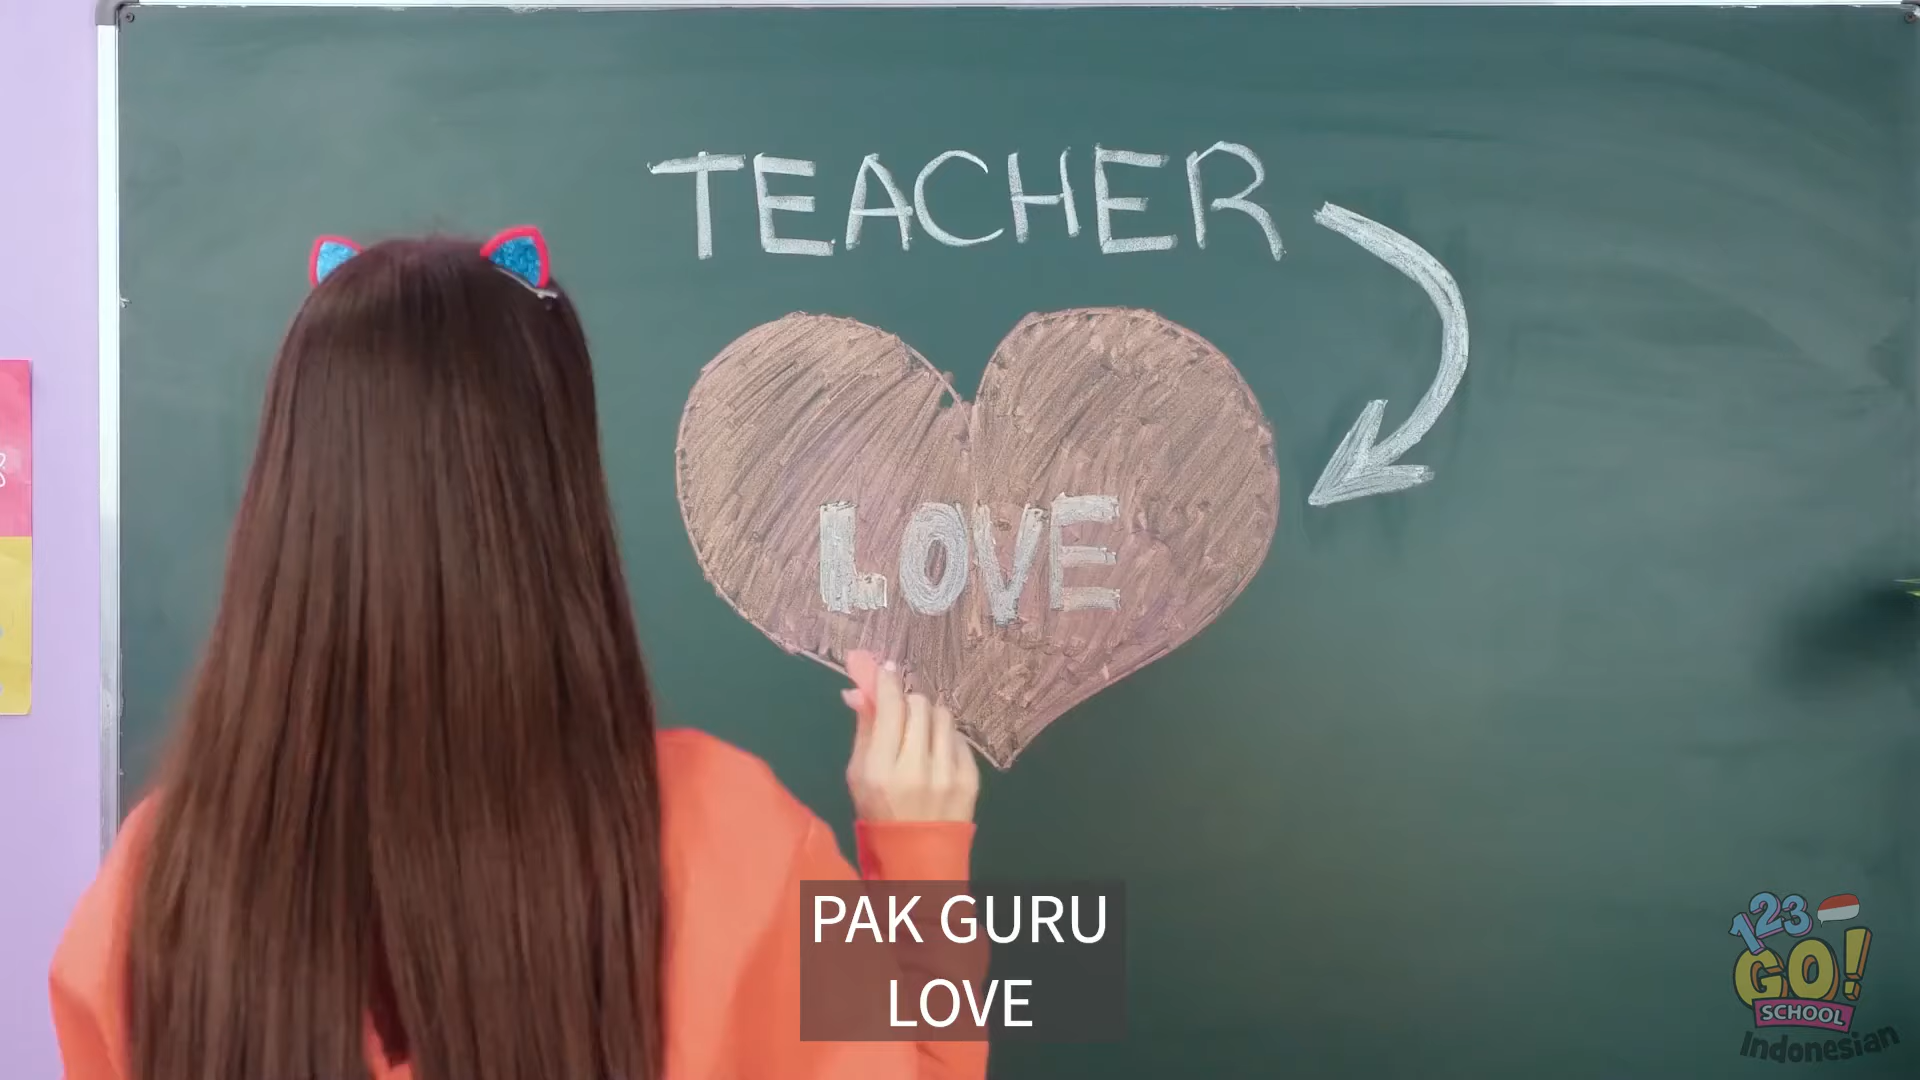 TEACHER
LOVE
PAK GURU
LOVE
123
GO!
SCHOOL
Indonesian